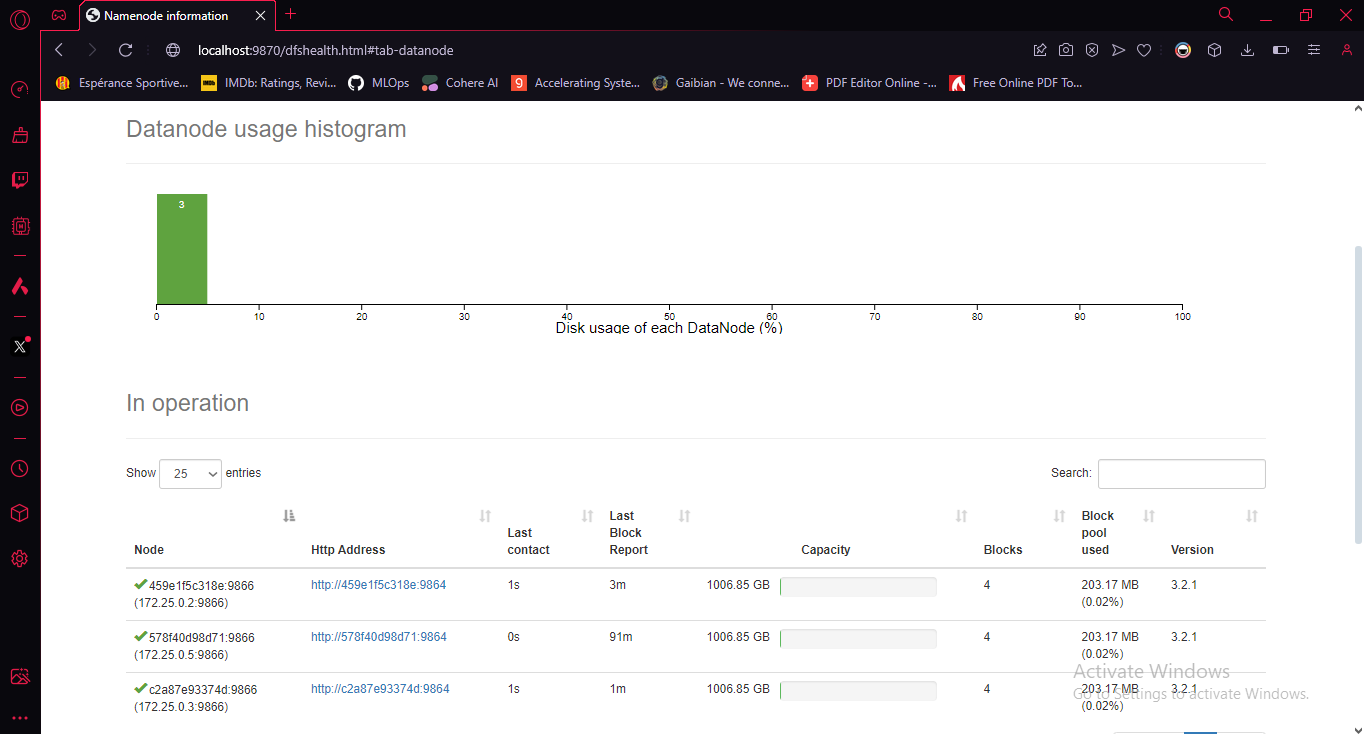 Namenode information
localhost:9870/dfshealth.html#tab-datanode
Espérance Sportive... IMDb: Ratings, Revi... MLOps Cohere AI 9 Accelerating Syste... Gaibian - We conne... PDF Editor Online -... Free Online PDF To...
Datanode usage histogram
3
0 10 20 30 40 50 60 70 80 90 100
Disk usage of each DataNode (%)
In operation
Show 25 entries Search:
Node Http Address Last contact Last Block Report Capacity Blocks Block pool used Version
459e1f5c318e:9866 http://459e1f5c318e:9864 1s 3m 1006.85 GB 4 203.17 MB 3.2.1
(172.25.0.2:9866) (0.02%)
578f40d98d71:9866 http://578f40d98d71:9864 0s 91m 1006.85 GB 4 203.17 MB 3.2.1
(172.25.0.5:9866) (0.02%)
Activate Windows
c2a87e93374d:9866 http://c2a87e93374d:9864 1s 1m 1006.85 GB 4 203.17 MB 3.2.1
Go to Settings to activate Windows.
(172.25.0.3:9866) (0.02%)